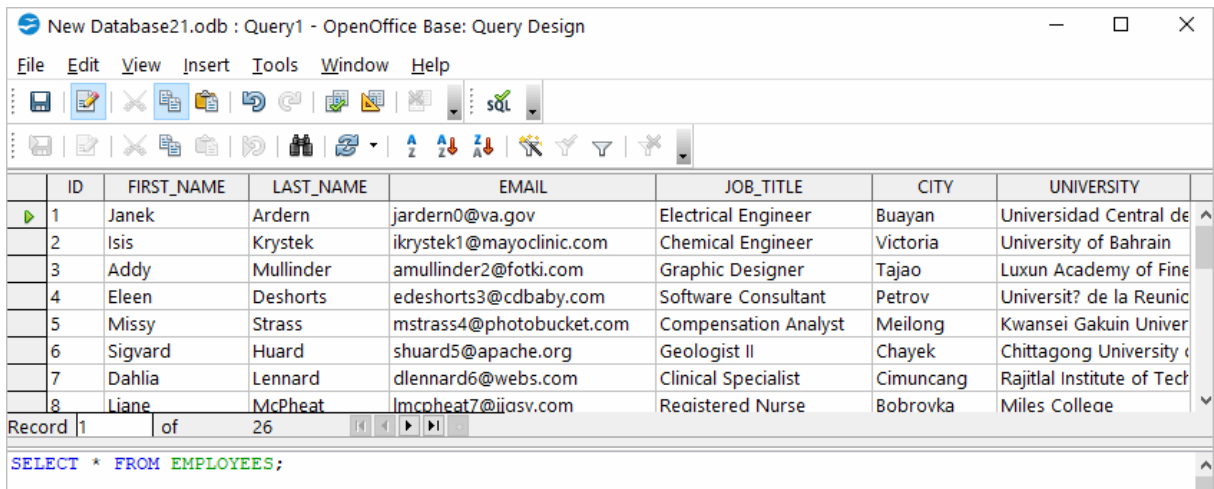 New Database21.odb : Query1 - OpenOffice Base: Query Design
File Edit View Insert Tools Window Help
SQL
ID FIRST_NAME LAST_NAME EMAIL JOB_TITLE CITY UNIVERSITY
1 Janek Ardern jardern0@va.gov Electrical Engineer Buayan Universidad Central de
2 Isis Krystek ikrystek1@mayoclinic.com Chemical Engineer Victoria University of Bahrain
3 Addy Mullinder amullinder2@fotki.com Graphic Designer Tajao Luxun Academy of Fine
4 Eleen Deshorts edeshorts3@cdbaby.com Software Consultant Petrov Universit? de la Reunio
5 Missy Strass mstrass4@photobucket.com Compensation Analyst Meilong Kwansei Gakuin Univer
6 Sigvard Huard shuard5@apache.org Geologist II Chayek Chittagong University
7 Dahlia Lennard dlennard6@webs.com Clinical Specialist Cimuncang Rajitlal Institute of Tech
8 Liane McPheat lmcpheat7@jigsy.com Registered Nurse Bobrovka Miles College
Record 1 of 26
SELECT * FROM EMPLOYEES;